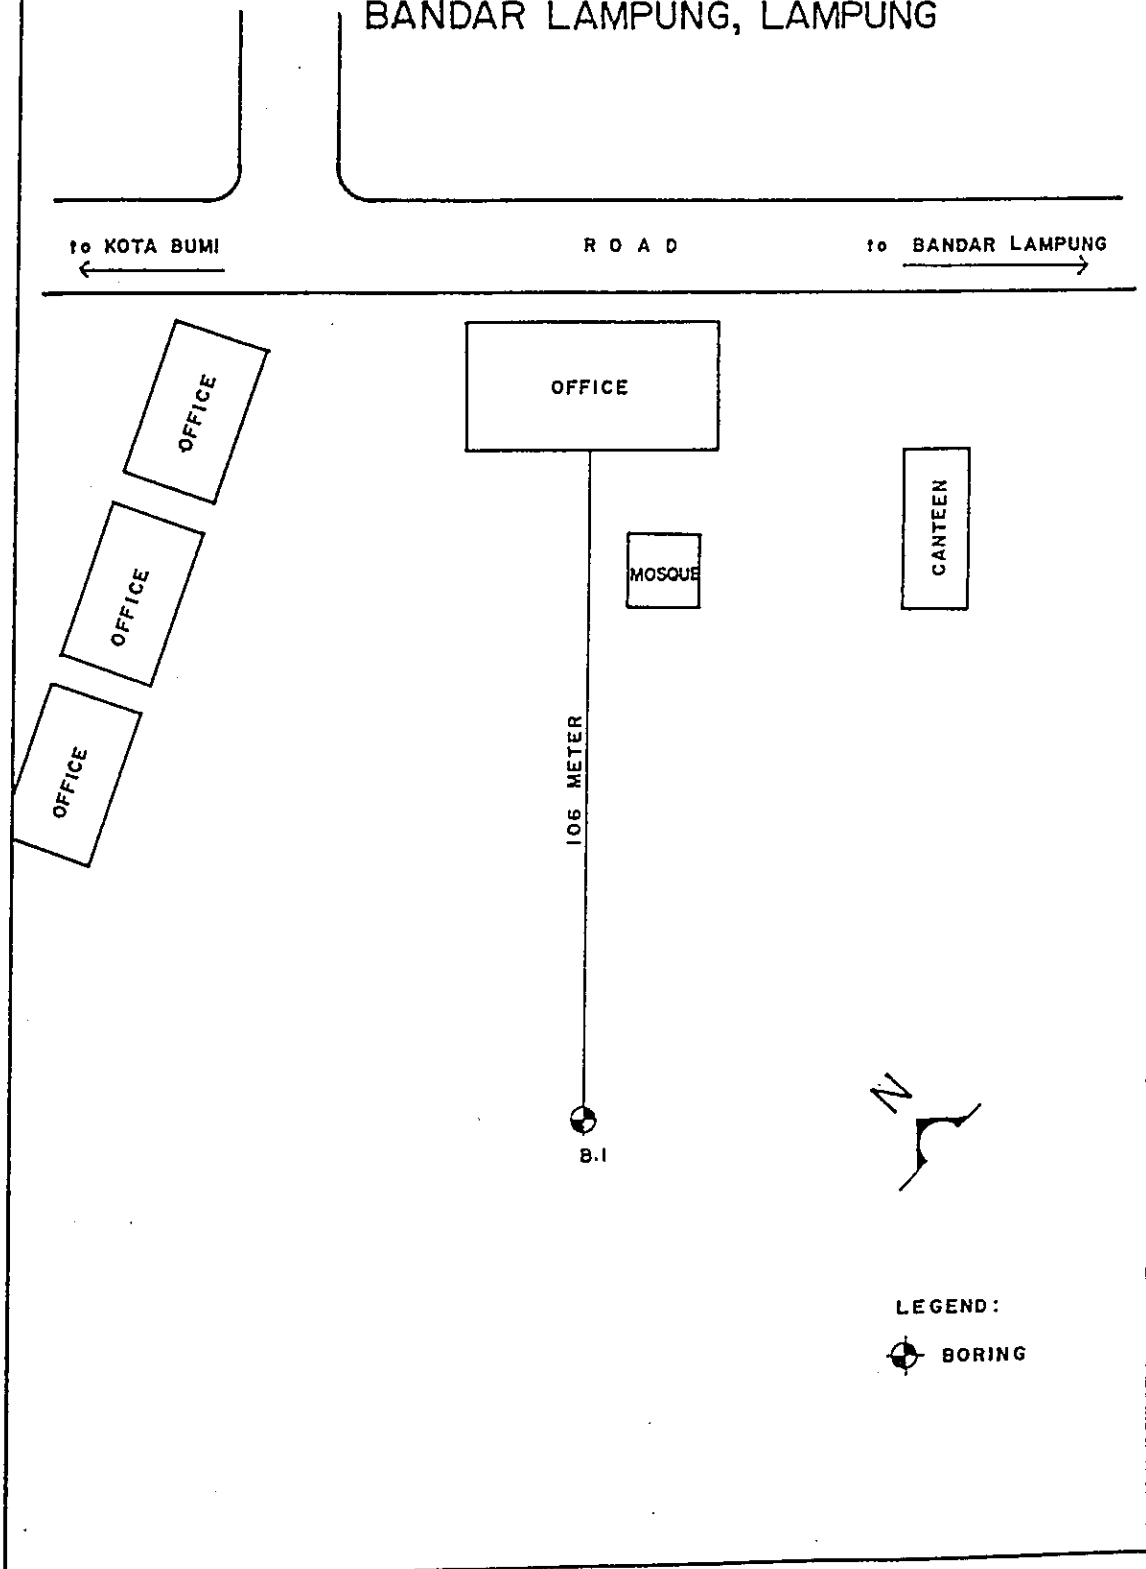 BANDAR LAMPUNG, LAMPUNG
to KOTA BUMI
ROAD
to BANDAR LAMPUNG
OFFICE
OFFICE
CANTEEN
MOSQUE
OFFICE
106 METER
OFFICE
N
B.1
LEGEND:
BORING